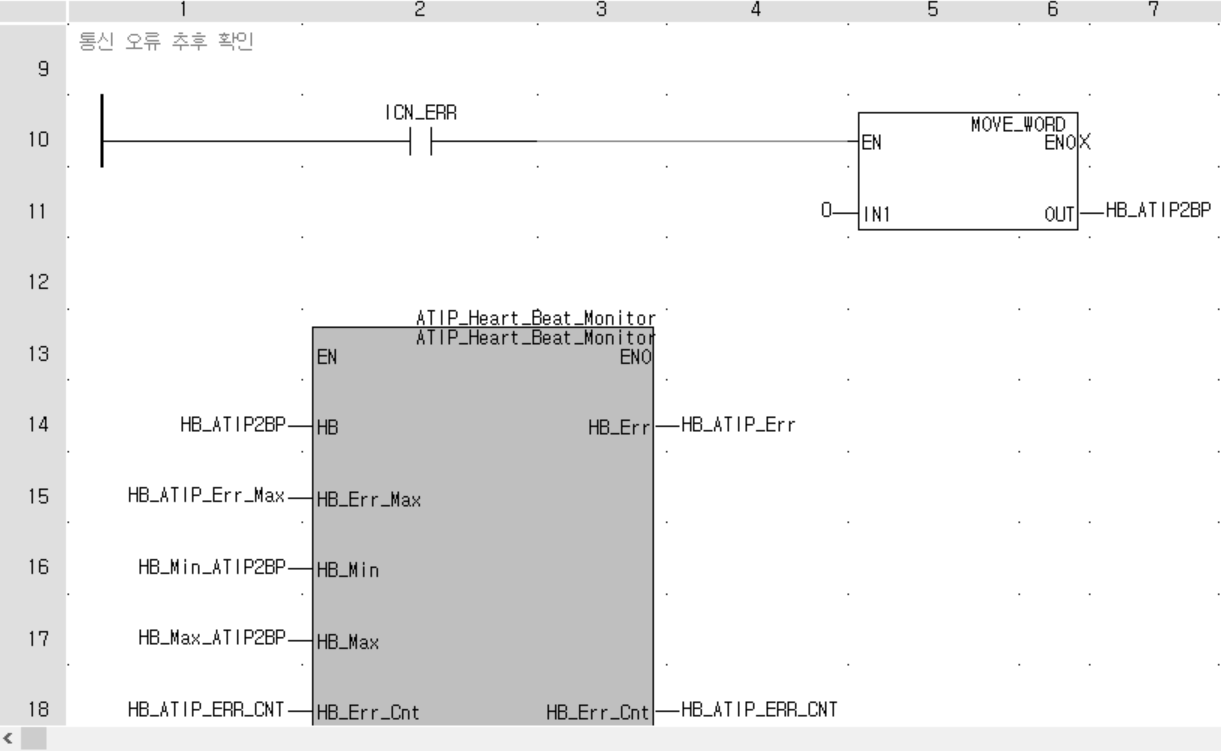 1 2 3 4 5 6 7
통신 오류 추후 확인
9
ICN_ERR
MOVE_WORD
10 EN ENO X
11 0 IN1 OUT HB_ATIP2BP
12
ATIP_Heart_Beat_Monitor
ATIP_Heart_Beat_Monitor
13 EN ENO
14 HB_ATIP2BP HB HB_Err HB_ATIP_Err
15 HB_ATIP_Err_Max HB_Err_Max
16 HB_Min_ATIP2BP HB_Min
17 HB_Max_ATIP2BP HB_Max
18 HB_ATIP_ERR_CNT HB_Err_Cnt HB_Err_Cnt HB_ATIP_ERR_CNT